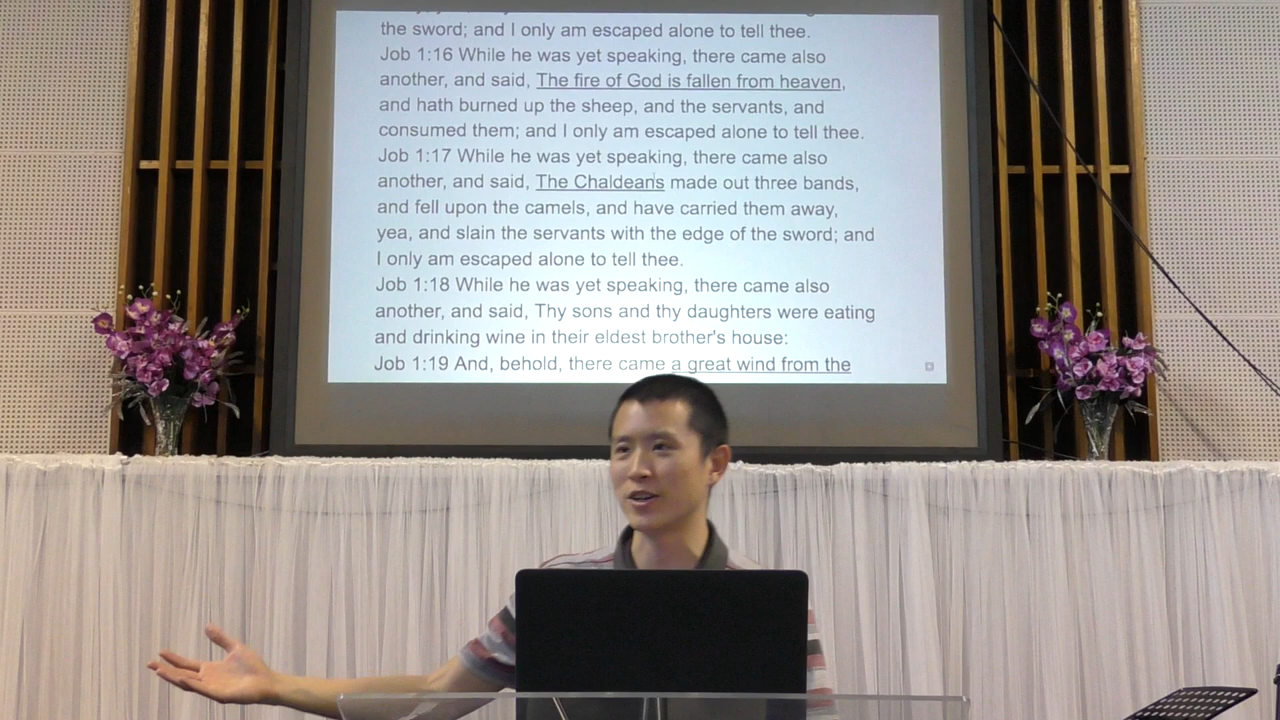 the sword; and I only am escaped alone to tell thee.
Job 1:16 While he was yet speaking, there came also
another, and said, The fire of God is fallen from heaven,
and hath burned up the sheep, and the servants, and
consumed them; and I only am escaped alone to tell thee.
Job 1:17 While he was yet speaking, there came also
another, and said, The Chaldeans made out three bands,
and fell upon the camels, and have carried them away,
yea, and slain the servants with the edge of the sword; and
I only am escaped alone to tell thee.
Job 1:18 While he was yet speaking, there came also
another, and said, Thy sons and thy daughters were eating
and drinking wine in their eldest brother's house:
Job 1:19 And, behold, there came a great wind from the